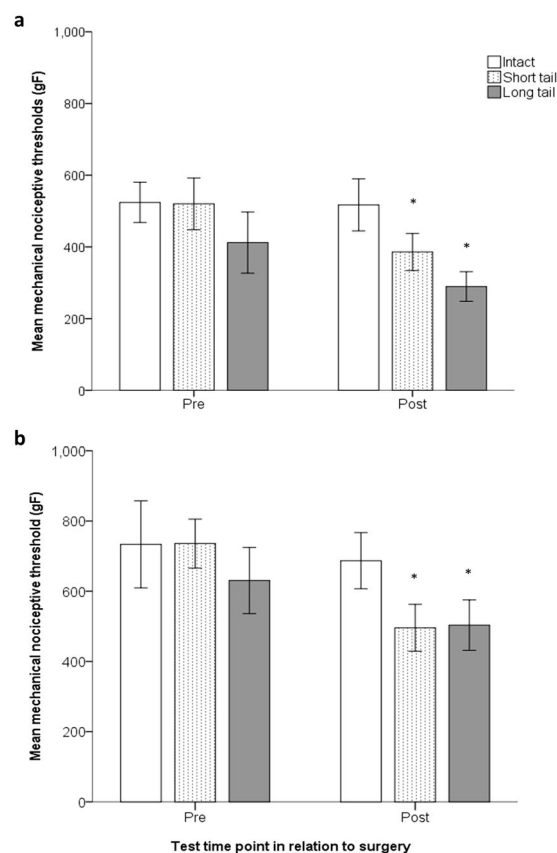 a
1,000
Intact
Short tail
Long tail
800
600
400
200
0
Mean mechanical nociceptive thresholds (gF)
* *
Pre Post
b
1,000
800
600
400
200
0
Mean mechanical nociceptive threshold (gF)
* *
Pre Post
Test time point in relation to surgery